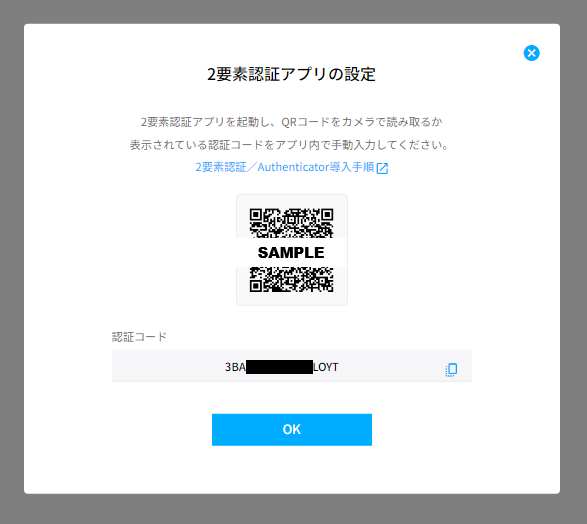 2要素認証アプリの設定
2要素認証アプリを起動し、QRコードをカメラで読み取るか
表示されている認証コードをアプリ内で手動入力してください。
2要素認証／Authenticator導入手順
SAMPLE
認証コード
3BA LOYT
OK